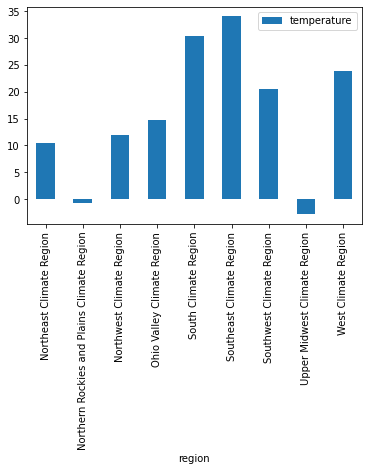 temperature
35
30
25
20
15
10
5
0
Northeast Climate Region
Northern Rockies and Plains Climate Region
Northwest Climate Region
Ohio Valley Climate Region
South Climate Region
Southeast Climate Region
Southwest Climate Region
Upper Midwest Climate Region
West Climate Region
region